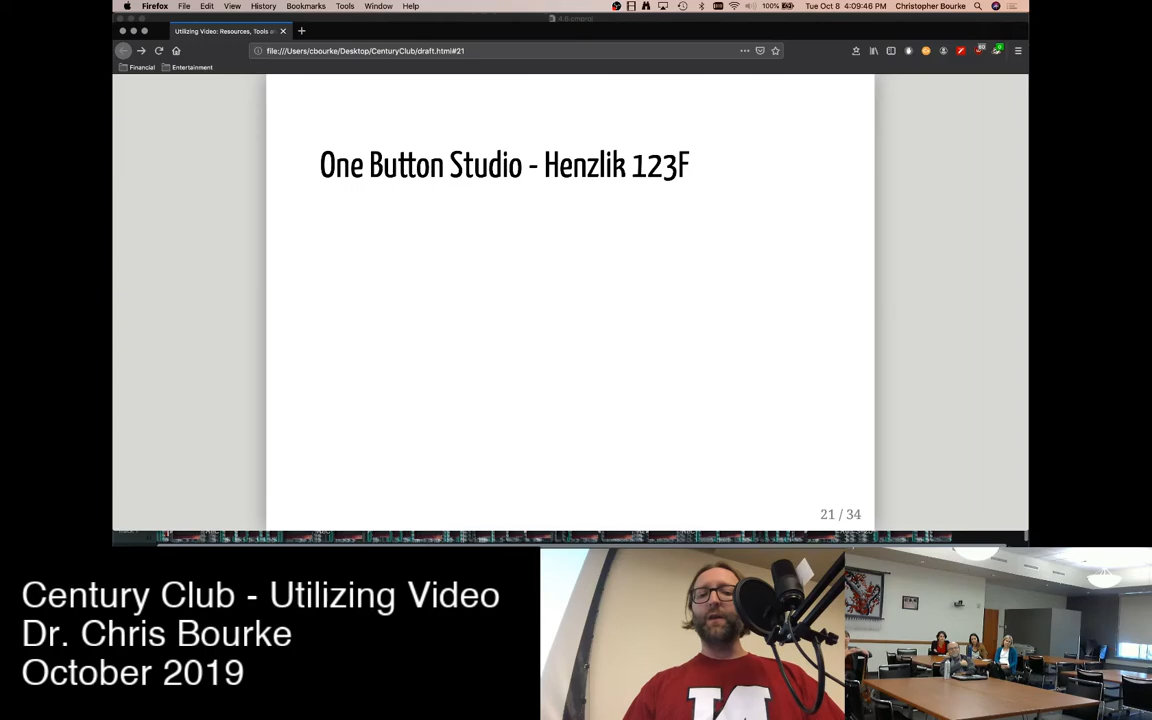 Firefox File Edit View History Bookmarks Tools Window Help 100% Tue Oct 8 4:09:46 PM Christopher Bourke
Utilizing Video: Resources, Tools
file:///Users/cbourke/Desktop/CenturyClub/draft.html#21
Financial Entertainment
One Button Studio - Henzlik 123F
21 / 34
Century Club - Utilizing Video
Dr. Chris Bourke
October 2019